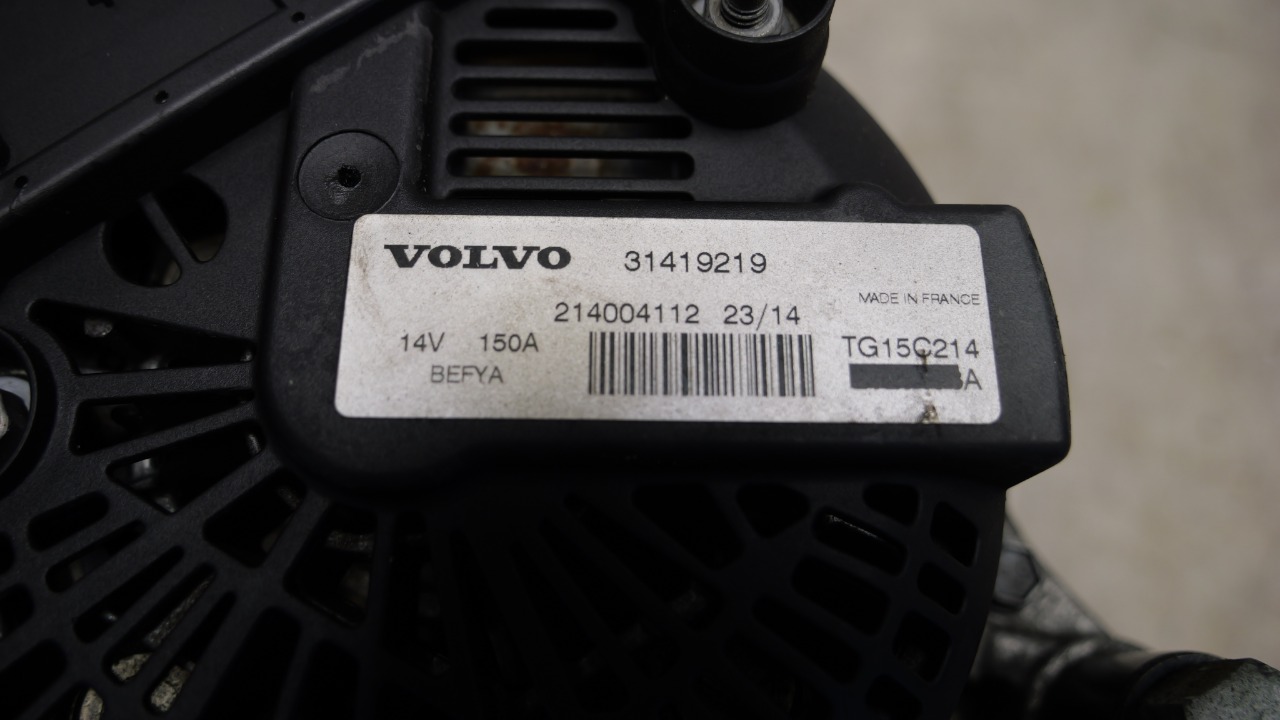 VOLVO 31419219
MADE IN FRANCE
214004112 23/14
14V 150A
TG15C214
BEFYA
A